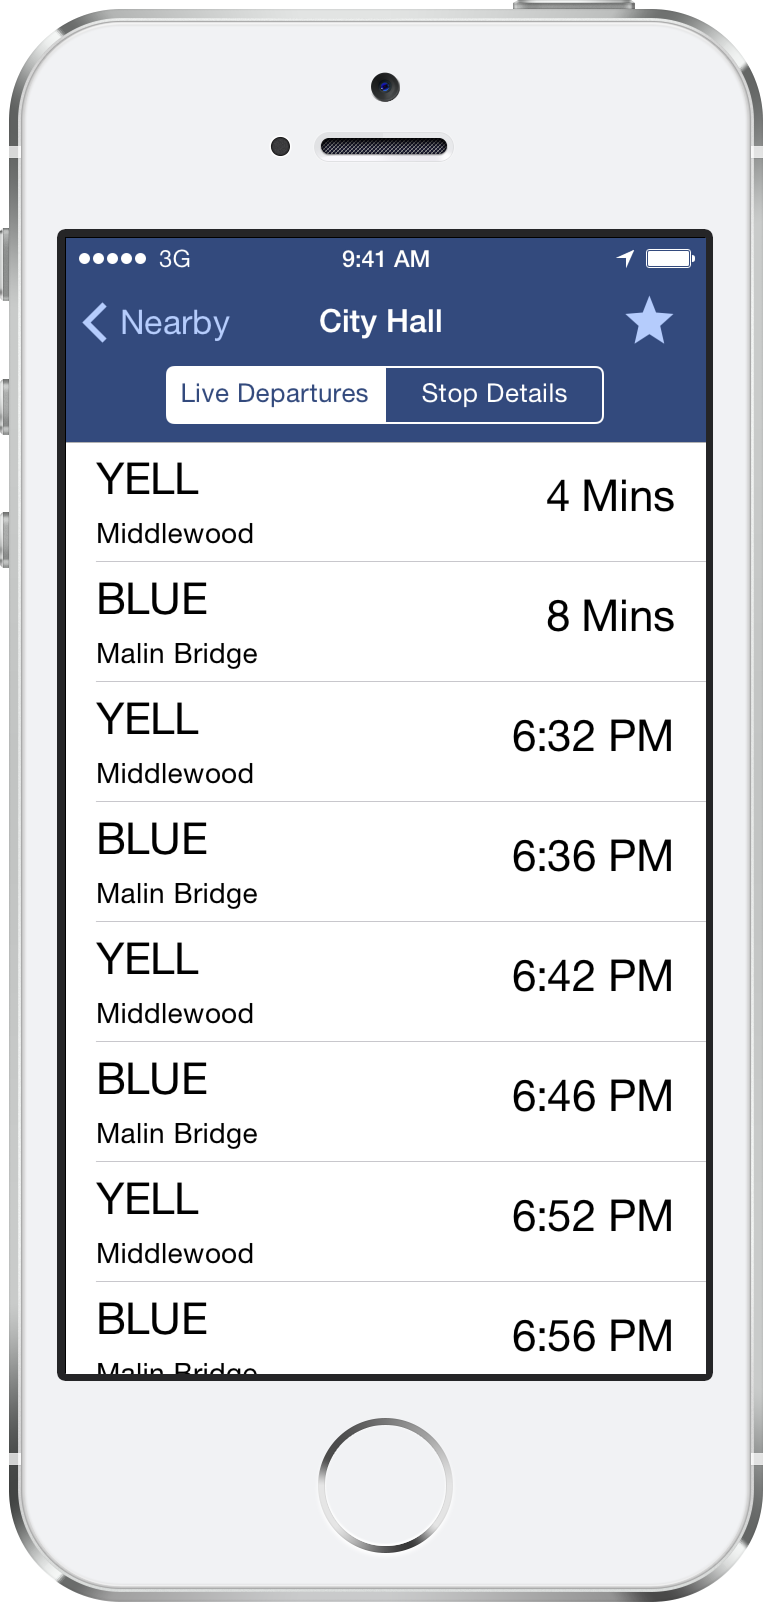 3G 9:41 AM
Nearby City Hall
Live Departures Stop Details
YELL
4 Mins
Middlewood
BLUE
8 Mins
Malin Bridge
YELL
6:32 PM
Middlewood
BLUE
6:36 PM
Malin Bridge
YELL
6:42 PM
Middlewood
BLUE
6:46 PM
Malin Bridge
YELL
6:52 PM
Middlewood
BLUE
6:56 PM
Malin Bridge